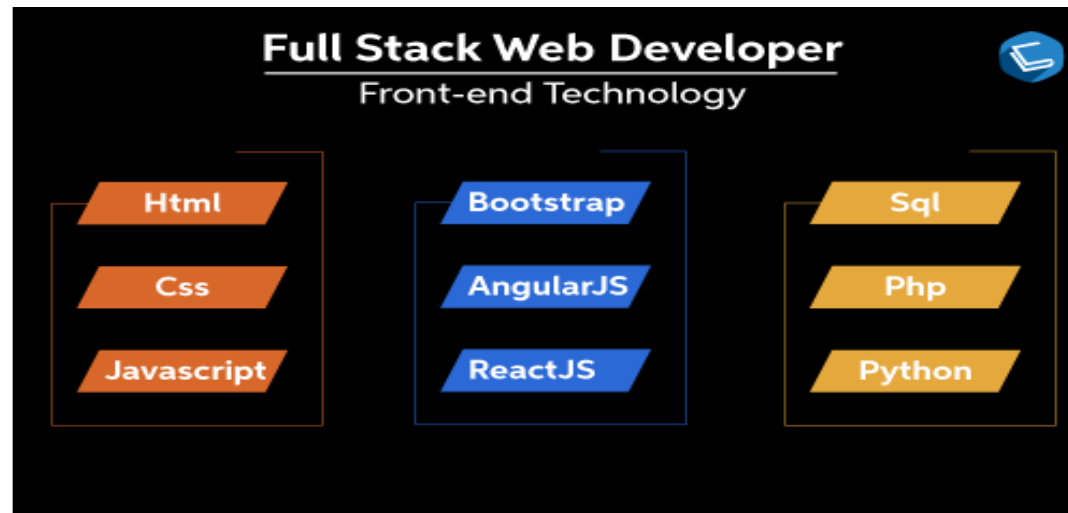 Full Stack Web Developer
Front-end Technology
Html
Css
Javascript
Bootstrap
AngularJS
ReactJS
Sql
Php
Python